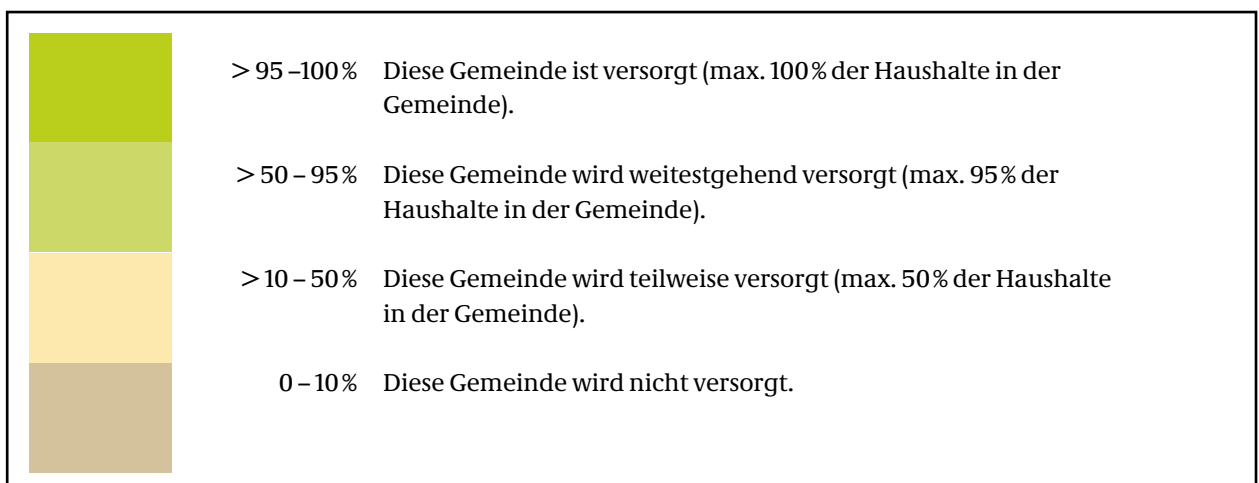 > 95 –100 % Diese Gemeinde ist versorgt (max. 100 % der Haushalte in der
Gemeinde).
> 50 – 95 % Diese Gemeinde wird weitestgehend versorgt (max. 95 % der
Haushalte in der Gemeinde).
> 10 – 50 % Diese Gemeinde wird teilweise versorgt (max. 50 % der Haushalte
in der Gemeinde).
0 – 10 % Diese Gemeinde wird nicht versorgt.